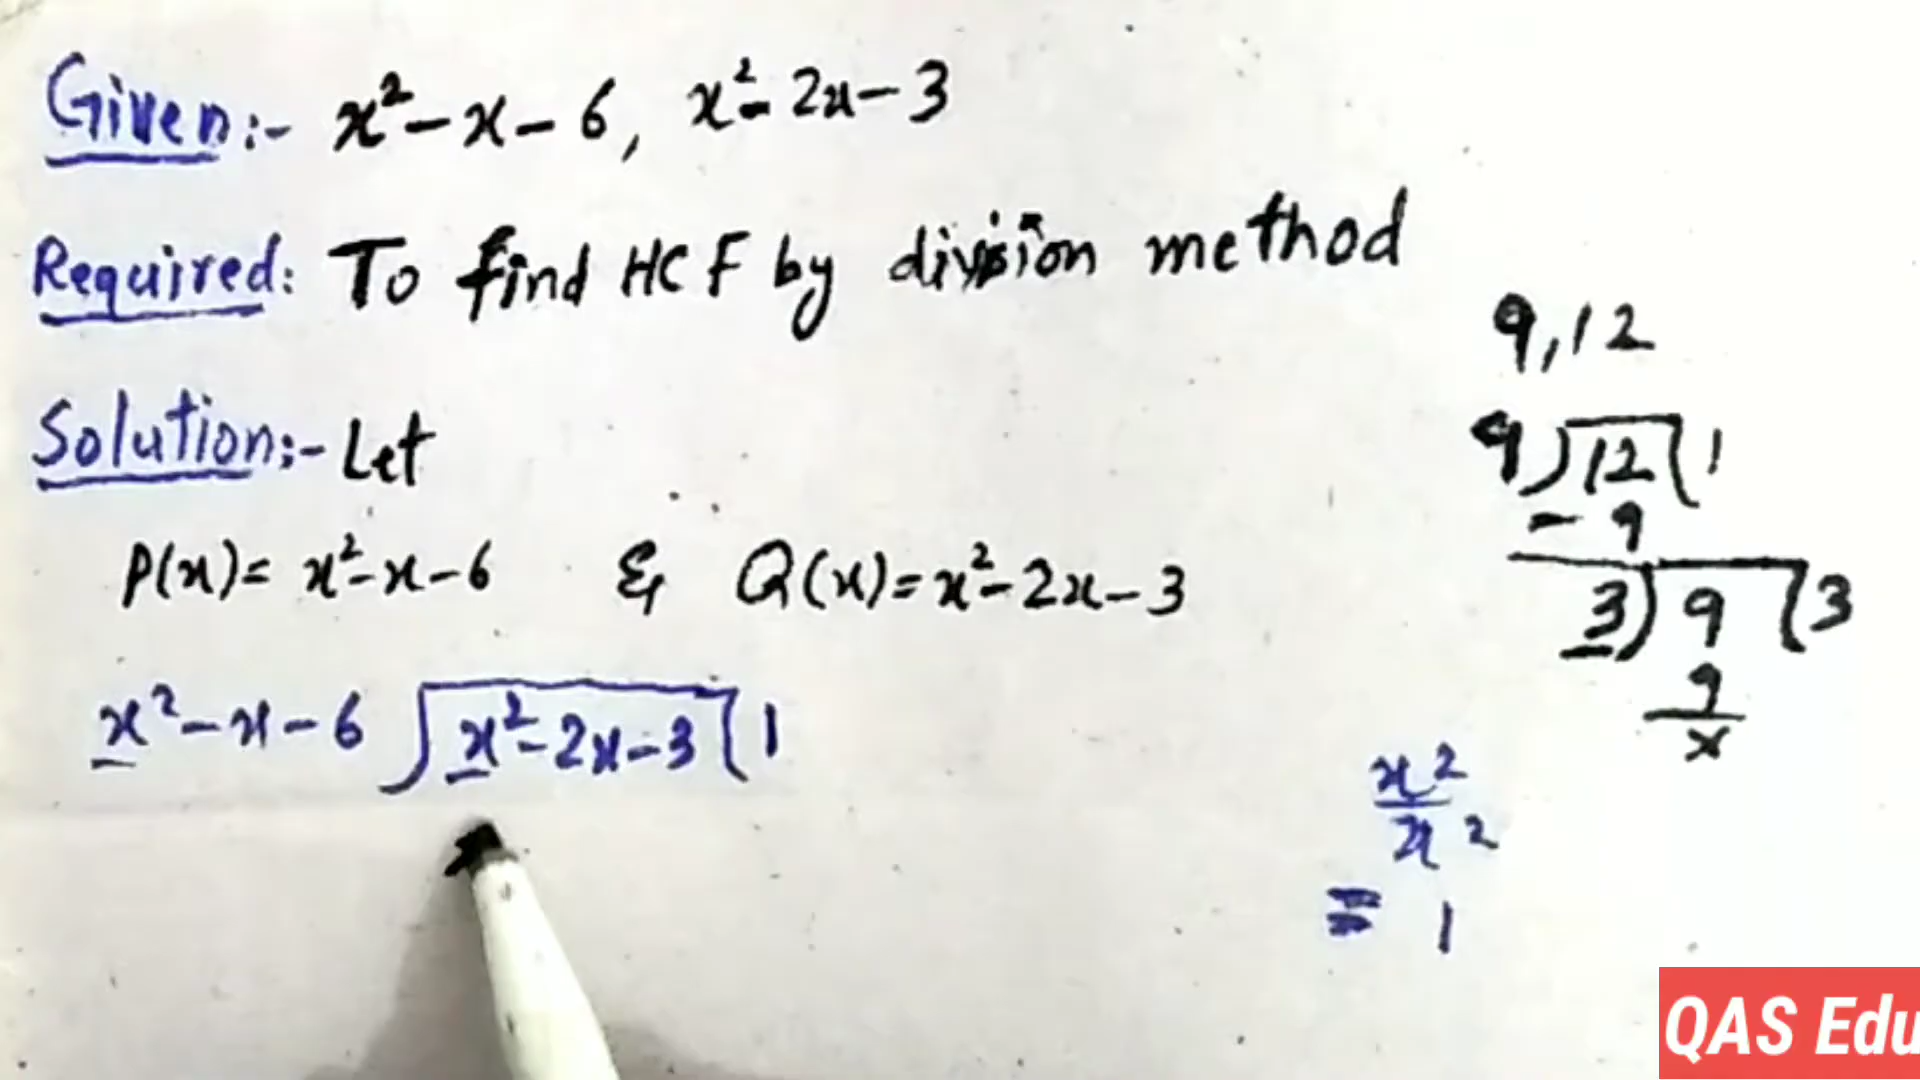 Given:- x² - x - 6, x² - 2x - 3
Required: To find HCF by division method
Solution:- Let
P(x) = x² - x - 6 & Q(x) = x² - 2x - 3
x² - x - 6 ) x² - 2x - 3 ( 1
9, 12
9 ) 12 ( 1
- 9
3 ) 9 ( 3
9
x
x²
x²
= 1
QAS Edu